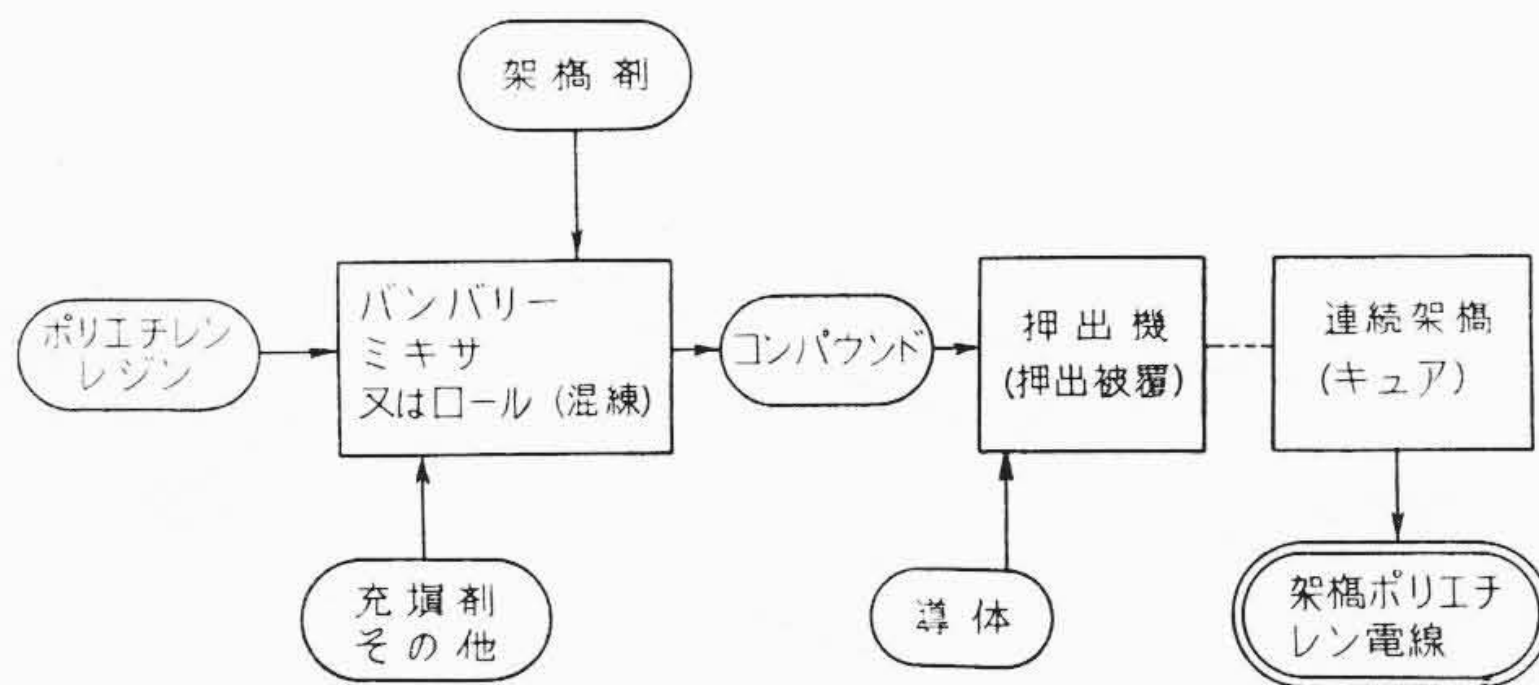 架橋剤
ポリエチレン
レジン
バンバリー
ミキサ
又はロール (混練)
コンパウンド
押出機
(押出被覆)
連続架橋
(キュア)
充塡剤
その他
導体
架橋ポリエチ
レン電線